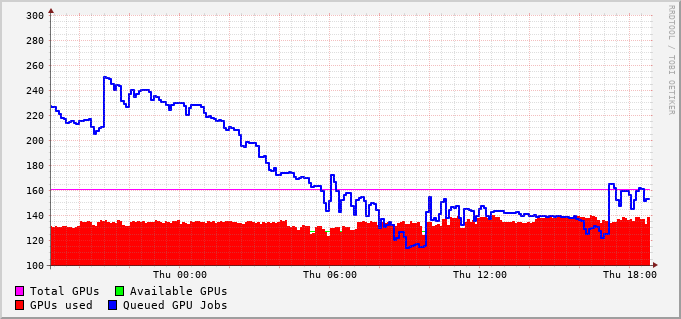 300
280
260
240
220
200
180
160
140
120
100
Thu 00:00 Thu 06:00 Thu 12:00 Thu 18:00
Total GPUs Available GPUs
GPUs used Queued GPU Jobs
RRDTOOL / TOBI OETIKER